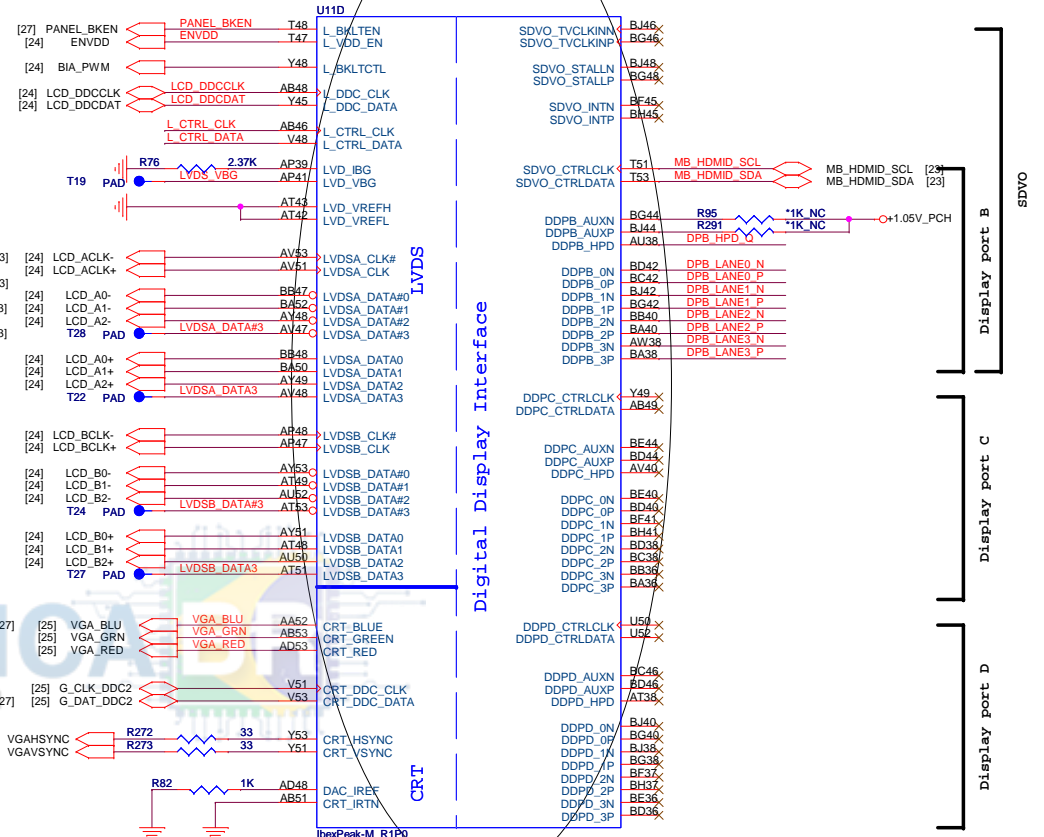 U11D
[27] PANEL_BKEN PANEL_BKEN T48 L_BKLTEN
[24] ENVDD ENVDD T47 L_VDD_EN
[24] BIA_PWM Y48 L_BKLTCTL
[24] LCD_DDCCLK LCD_DDCCLK AB48 L_DDC_CLK
[24] LCD_DDCDAT LCD_DDCDAT Y45 L_DDC_DATA
L_CTRL_CLK AB46 L_CTRL_CLK
L_CTRL_DATA V48 L_CTRL_DATA
R76 2.37K AP39 LVD_IBG
T19 PAD LVDS_VBG AP41 LVD_VBG
AT43 LVD_VREFH
AT42 LVD_VREFL
3] [24] LCD_ACLK- AV53 LVDSA_CLK#
[24] LCD_ACLK+ AV51 LVDSA_CLK
3]
[24] LCD_A0- BB47 LVDSA_DATA#0
3] [24] LCD_A1- BA52 LVDSA_DATA#1
[24] LCD_A2- AY48 LVDSA_DATA#2
3] T28 PAD LVDSA_DATA#3 AV47 LVDSA_DATA#3
[24] LCD_A0+ BB48 LVDSA_DATA0
[24] LCD_A1+ BA50 LVDSA_DATA1
[24] LCD_A2+ AY49 LVDSA_DATA2
T22 PAD LVDSA_DATA3 AV48 LVDSA_DATA3
[24] LCD_BCLK- AP48 LVDSB_CLK#
[24] LCD_BCLK+ AP47 LVDSB_CLK
[24] LCD_B0- AY53 LVDSB_DATA#0
[24] LCD_B1- AT49 LVDSB_DATA#1
[24] LCD_B2- AU52 LVDSB_DATA#2
T24 PAD LVDSB_DATA#3 AT53 LVDSB_DATA#3
[24] LCD_B0+ AY51 LVDSB_DATA0
[24] LCD_B1+ AT48 LVDSB_DATA1
[24] LCD_B2+ AU50 LVDSB_DATA2
T27 PAD LVDSB_DATA3 AT51 LVDSB_DATA3
27] [25] VGA_BLU VGA_BLU AA52 CRT_BLUE
[25] VGA_GRN VGA_GRN AB53 CRT_GREEN
[25] VGA_RED VGA_RED AD53 CRT_RED
[25] G_CLK_DDC2 V51 CRT_DDC_CLK
27] [25] G_DAT_DDC2 V53 CRT_DDC_DATA
VGAHSYNC R272 33 Y53 CRT_HSYNC
VGAVSYNC R273 33 Y51 CRT_VSYNC
R82 1K AD48 DAC_IREF
AB51 CRT_IRTN
IbexPeak-M_R1P0
LVDS
CRT
Digital Display Interface
SDVO_TVCLKINN BJ46
SDVO_TVCLKINP BG46
SDVO_STALLN BJ48
SDVO_STALLP BG48
SDVO_INTN BF45
SDVO_INTP BH45
SDVO_CTRLCLK T51 MB_HDMID_SCL MB_HDMID_SCL [23]
SDVO_CTRLDATA T53 MB_HDMID_SDA MB_HDMID_SDA [23]
DDPB_AUXN BG44 R95 *1K_NC +1.05V_PCH
DDPB_AUXP BJ44 R291 *1K_NC
DDPB_HPD AU38 DPB_HPD_Q
DDPB_0N BD42 DPB_LANE0_N
DDPB_0P BC42 DPB_LANE0_P
DDPB_1N BJ42 DPB_LANE1_N
DDPB_1P BG42 DPB_LANE1_P
DDPB_2N BB40 DPB_LANE2_N
DDPB_2P BA40 DPB_LANE2_P
DDPB_3N AW38 DPB_LANE3_N
DDPB_3P BA38 DPB_LANE3_P
DDPC_CTRLCLK Y49
DDPC_CTRLDATA AB49
DDPC_AUXN BE44
DDPC_AUXP BD44
DDPC_HPD AV40
DDPC_0N BE40
DDPC_0P BD40
DDPC_1N BF41
DDPC_1P BH41
DDPC_2N BD38
DDPC_2P BC38
DDPC_3N BB36
DDPC_3P BA36
DDPD_CTRLCLK U50
DDPD_CTRLDATA U52
DDPD_AUXN BC46
DDPD_AUXP BD46
DDPD_HPD AT38
DDPD_0N BJ40
DDPD_0P BG40
DDPD_1N BJ38
DDPD_1P BG38
DDPD_2N BF37
DDPD_2P BH37
DDPD_3N BE36
DDPD_3P BD36
SDVO
Display port B
Display port C
Display port D